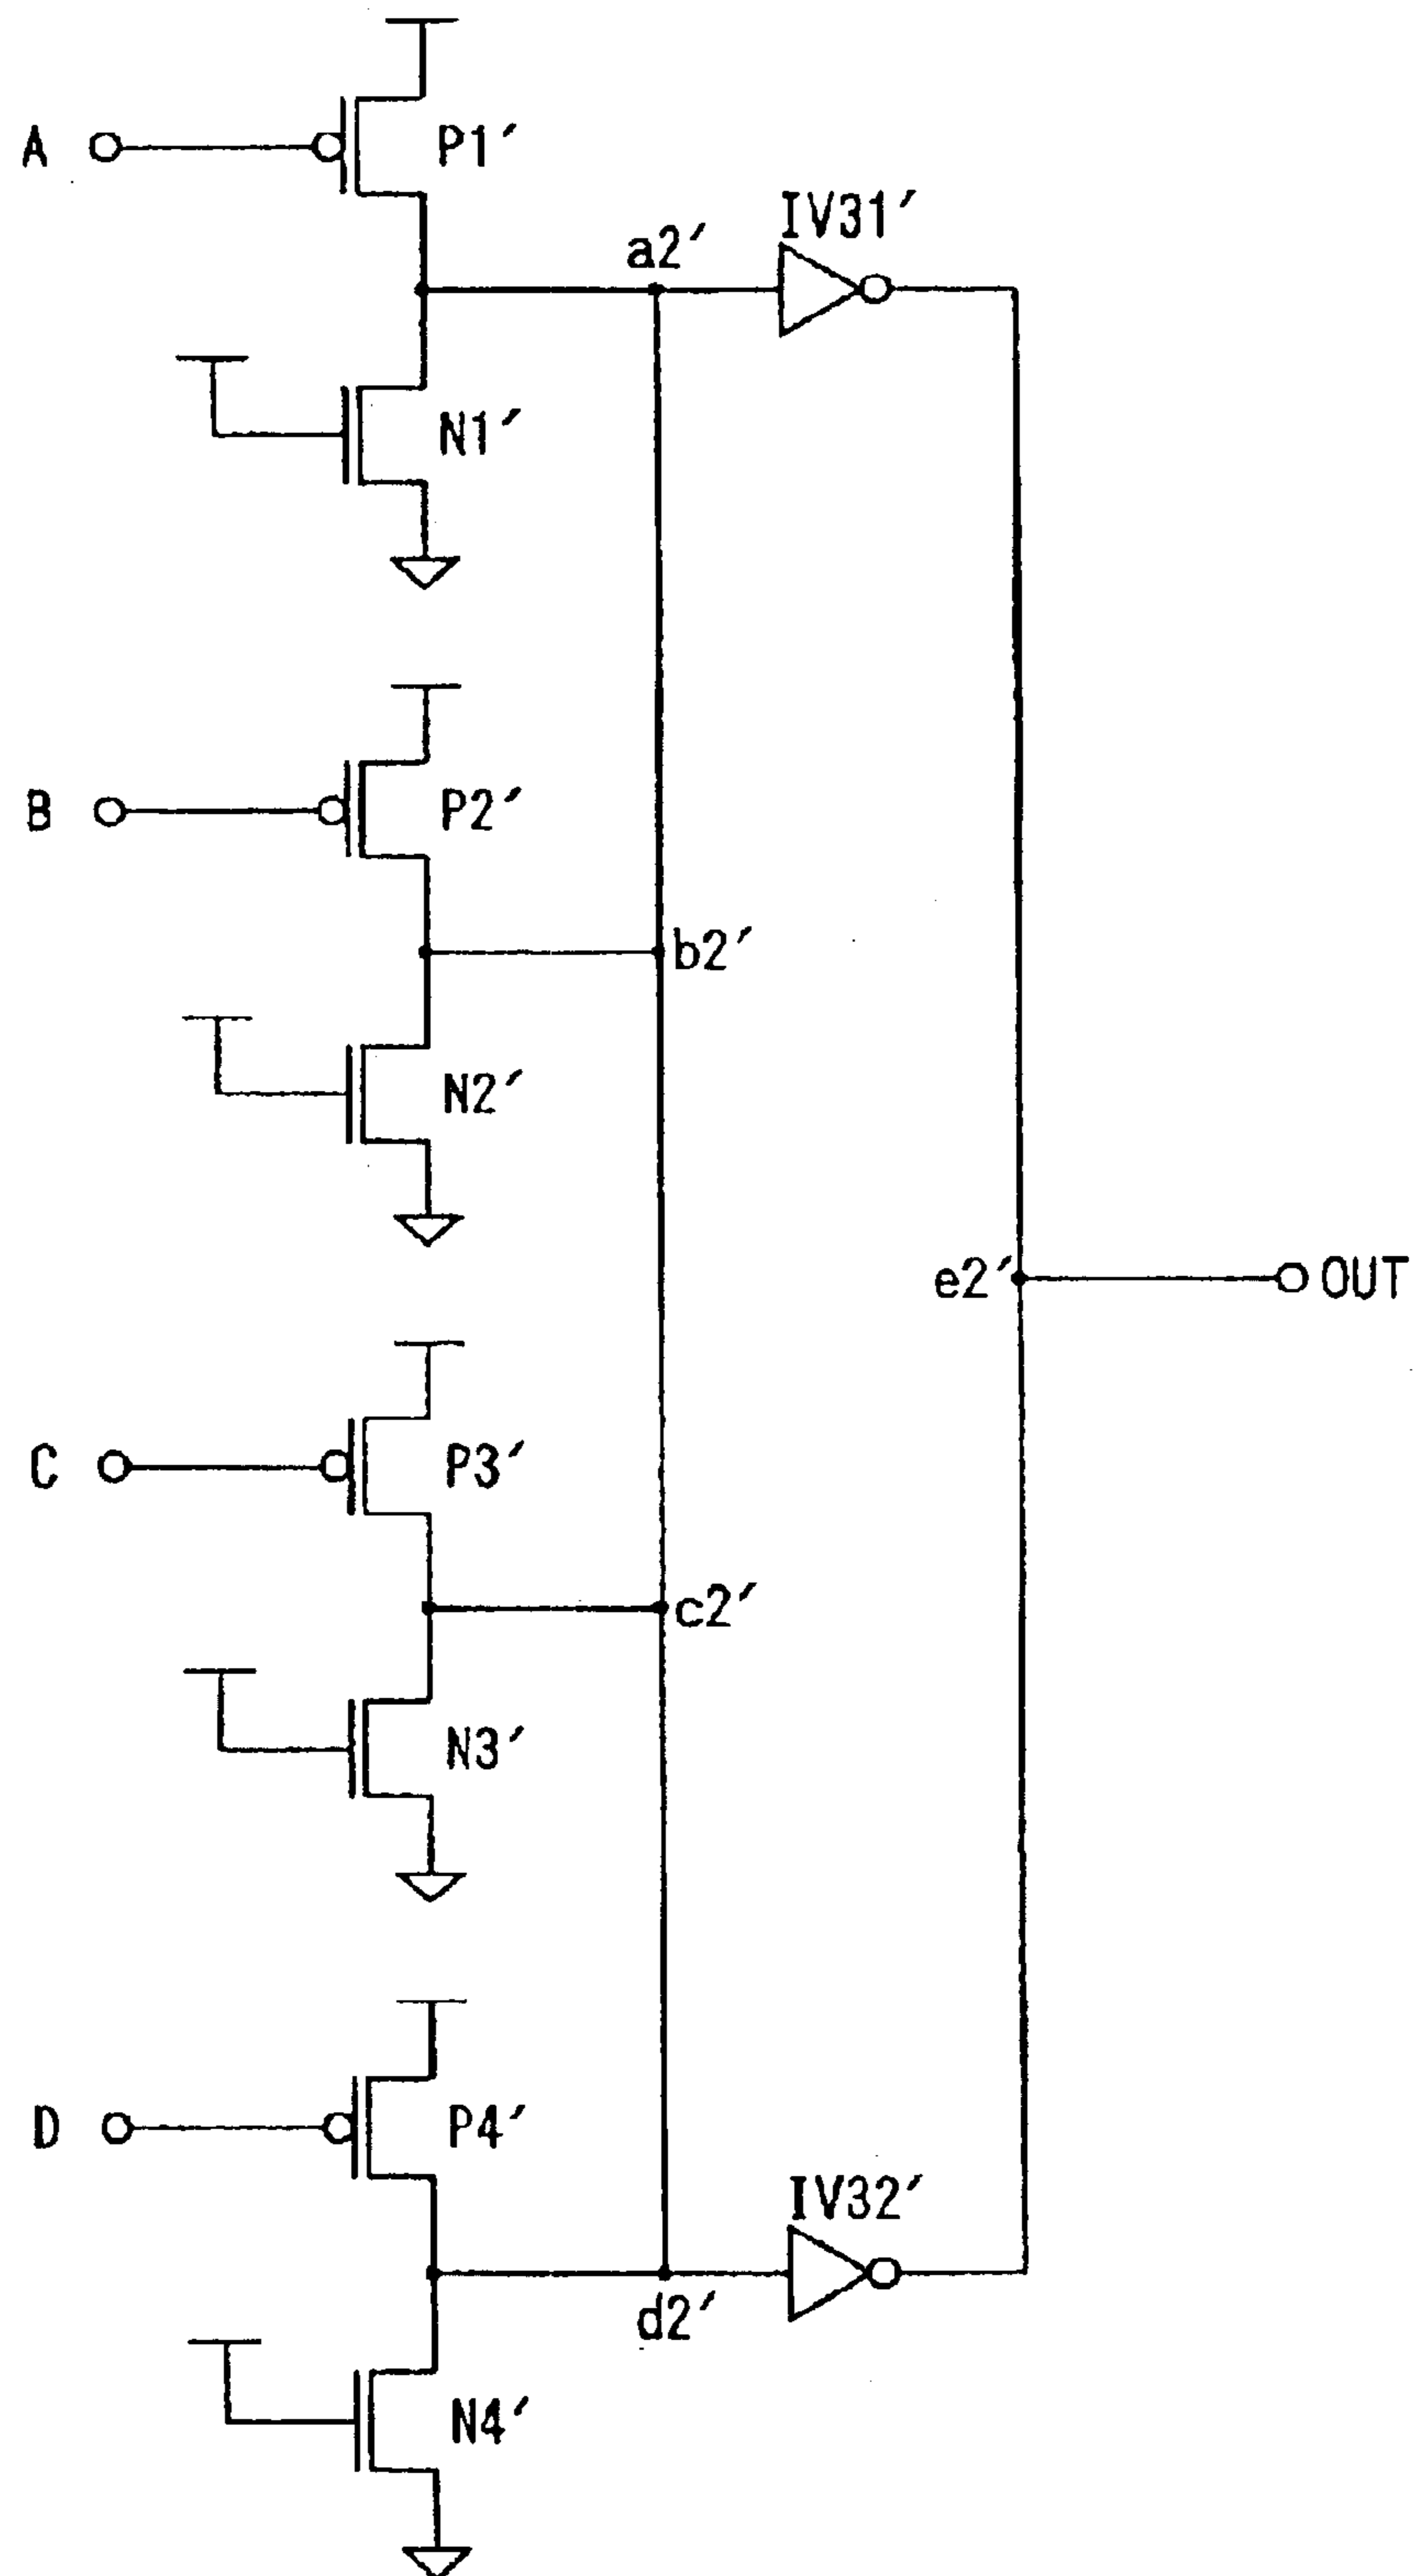 A
P1′
IV31′
a2′
N1′
B
P2′
b2′
N2′
e2′
OUT
C
P3′
c2′
N3′
D
P4′
IV32′
d2′
N4′